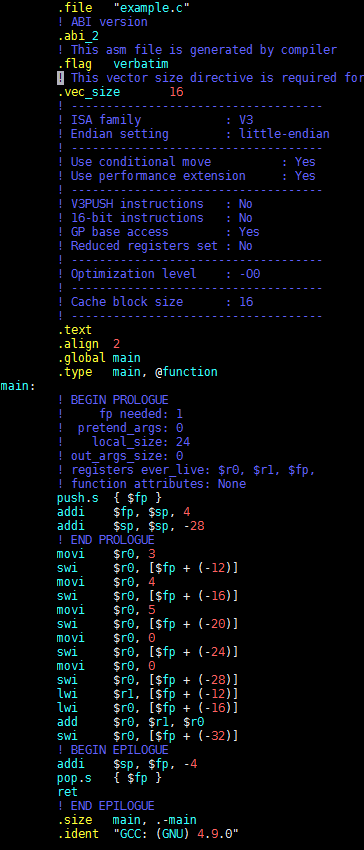 .file "example.c"
! ABI version
.abi_2
! This asm file is generated by compiler
.flag verbatim
! This vector size directive is required for
.vec_size 16
! ------------------------------------
! ISA family : V3
! Endian setting : little-endian
! ------------------------------------
! Use conditional move : Yes
! Use performance extension : Yes
! ------------------------------------
! V3PUSH instructions : No
! 16-bit instructions : No
! GP base access : Yes
! Reduced registers set : No
! ------------------------------------
! Optimization level : -O0
! ------------------------------------
! Cache block size : 16
! ------------------------------------
.text
.align 2
.global main
.type main, @function
main:
! BEGIN PROLOGUE
! fp needed: 1
! pretend_args: 0
! local_size: 24
! out_args_size: 0
! registers ever_live: $r0, $r1, $fp,
! function attributes: None
push.s { $fp }
addi $fp, $sp, 4
addi $sp, $sp, -28
! END PROLOGUE
movi $r0, 3
swi $r0, [$fp + (-12)]
movi $r0, 4
swi $r0, [$fp + (-16)]
movi $r0, 5
swi $r0, [$fp + (-20)]
movi $r0, 0
swi $r0, [$fp + (-24)]
movi $r0, 0
swi $r0, [$fp + (-28)]
lwi $r1, [$fp + (-12)]
lwi $r0, [$fp + (-16)]
add $r0, $r1, $r0
swi $r0, [$fp + (-32)]
! BEGIN EPILOGUE
addi $sp, $fp, -4
pop.s { $fp }
ret
! END EPILOGUE
.size main, .-main
.ident "GCC: (GNU) 4.9.0"